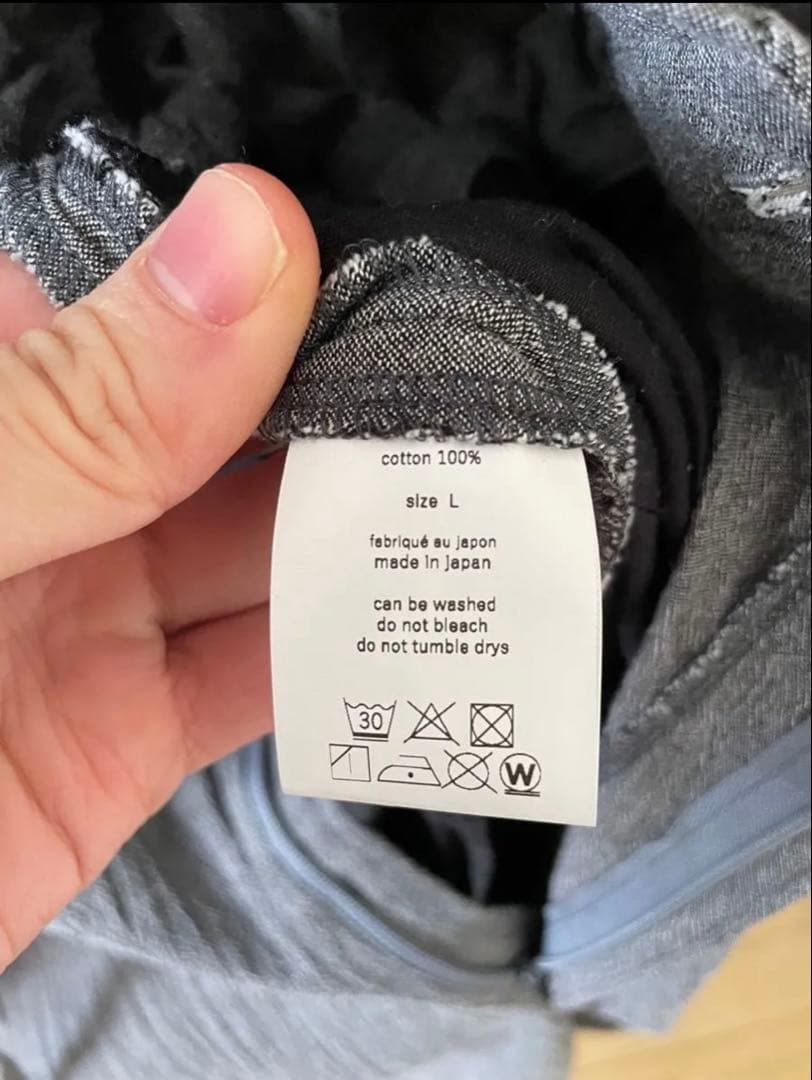 cotton 100%
size L
fabriqué au japon
made in japan
can be washed
do not bleach
do not tumble drys
30
W